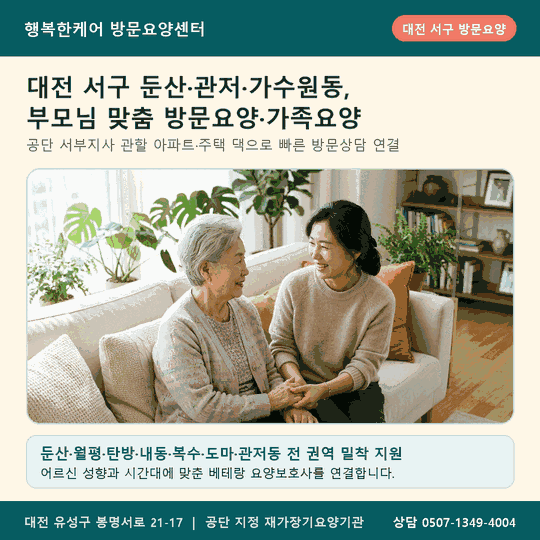 행복한케어 방문요양센터
대전 서구 방문요양
대전 서구 둔산·관저·가수원동,
부모님 맞춤 방문요양·가족요양
공단 서부지사 관할 아파트·주택 댁으로 빠른 방문상담 연결
둔산·월평·탄방·내동·복수·도마·관저동 전 권역 밀착 지원
어르신 성향과 시간대에 맞춘 베테랑 요양보호사를 연결합니다.
대전 유성구 봉명서로 21-17 | 공단 지정 재가장기요양기관
상담 0507-1349-4004